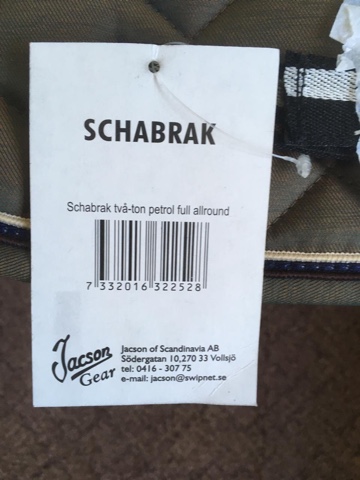 SCHABRAK
Schabrak två-ton petrol full allround
7 332016 322528
Jacson
Gear
Jacson of Scandinavia AB
Södergatan 10,270 33 Vollsjö
tel: 0416 - 307 75
e-mail: jacson@swipnet.se